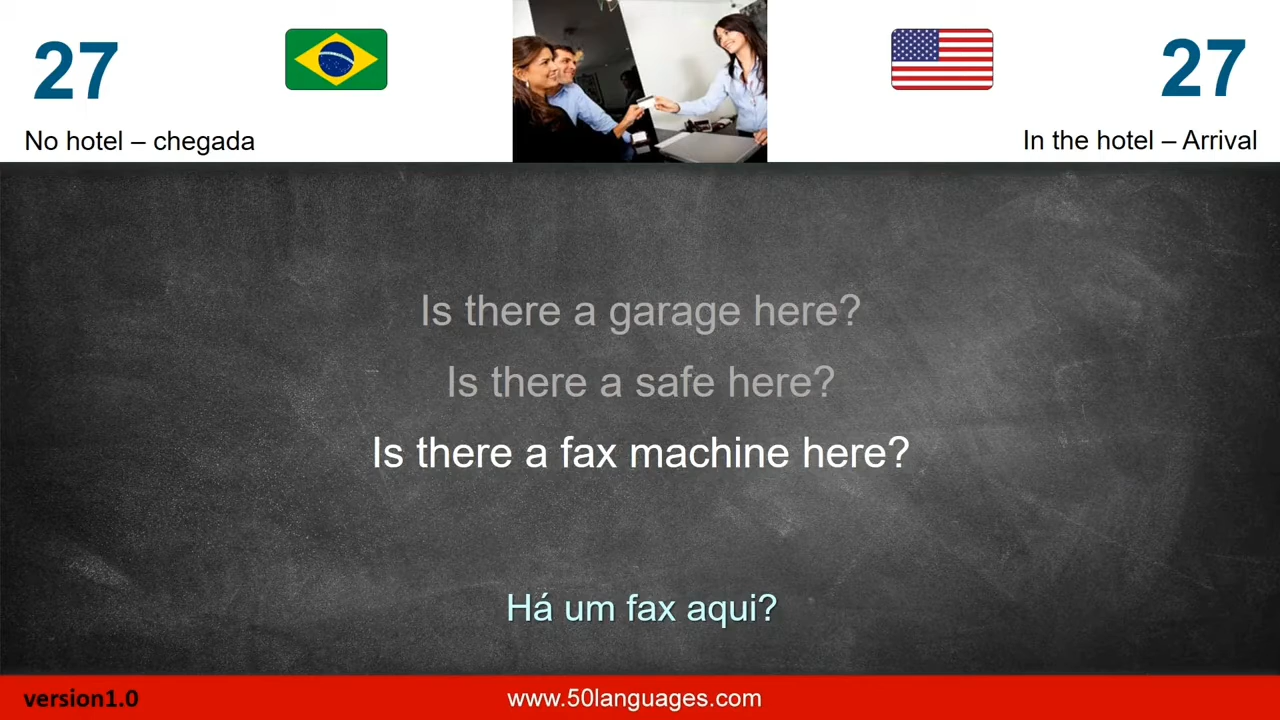 27
27
No hotel – chegada
In the hotel – Arrival
Is there a garage here?
Is there a safe here?
Is there a fax machine here?
Há um fax aqui?
version1.0
www.50languages.com